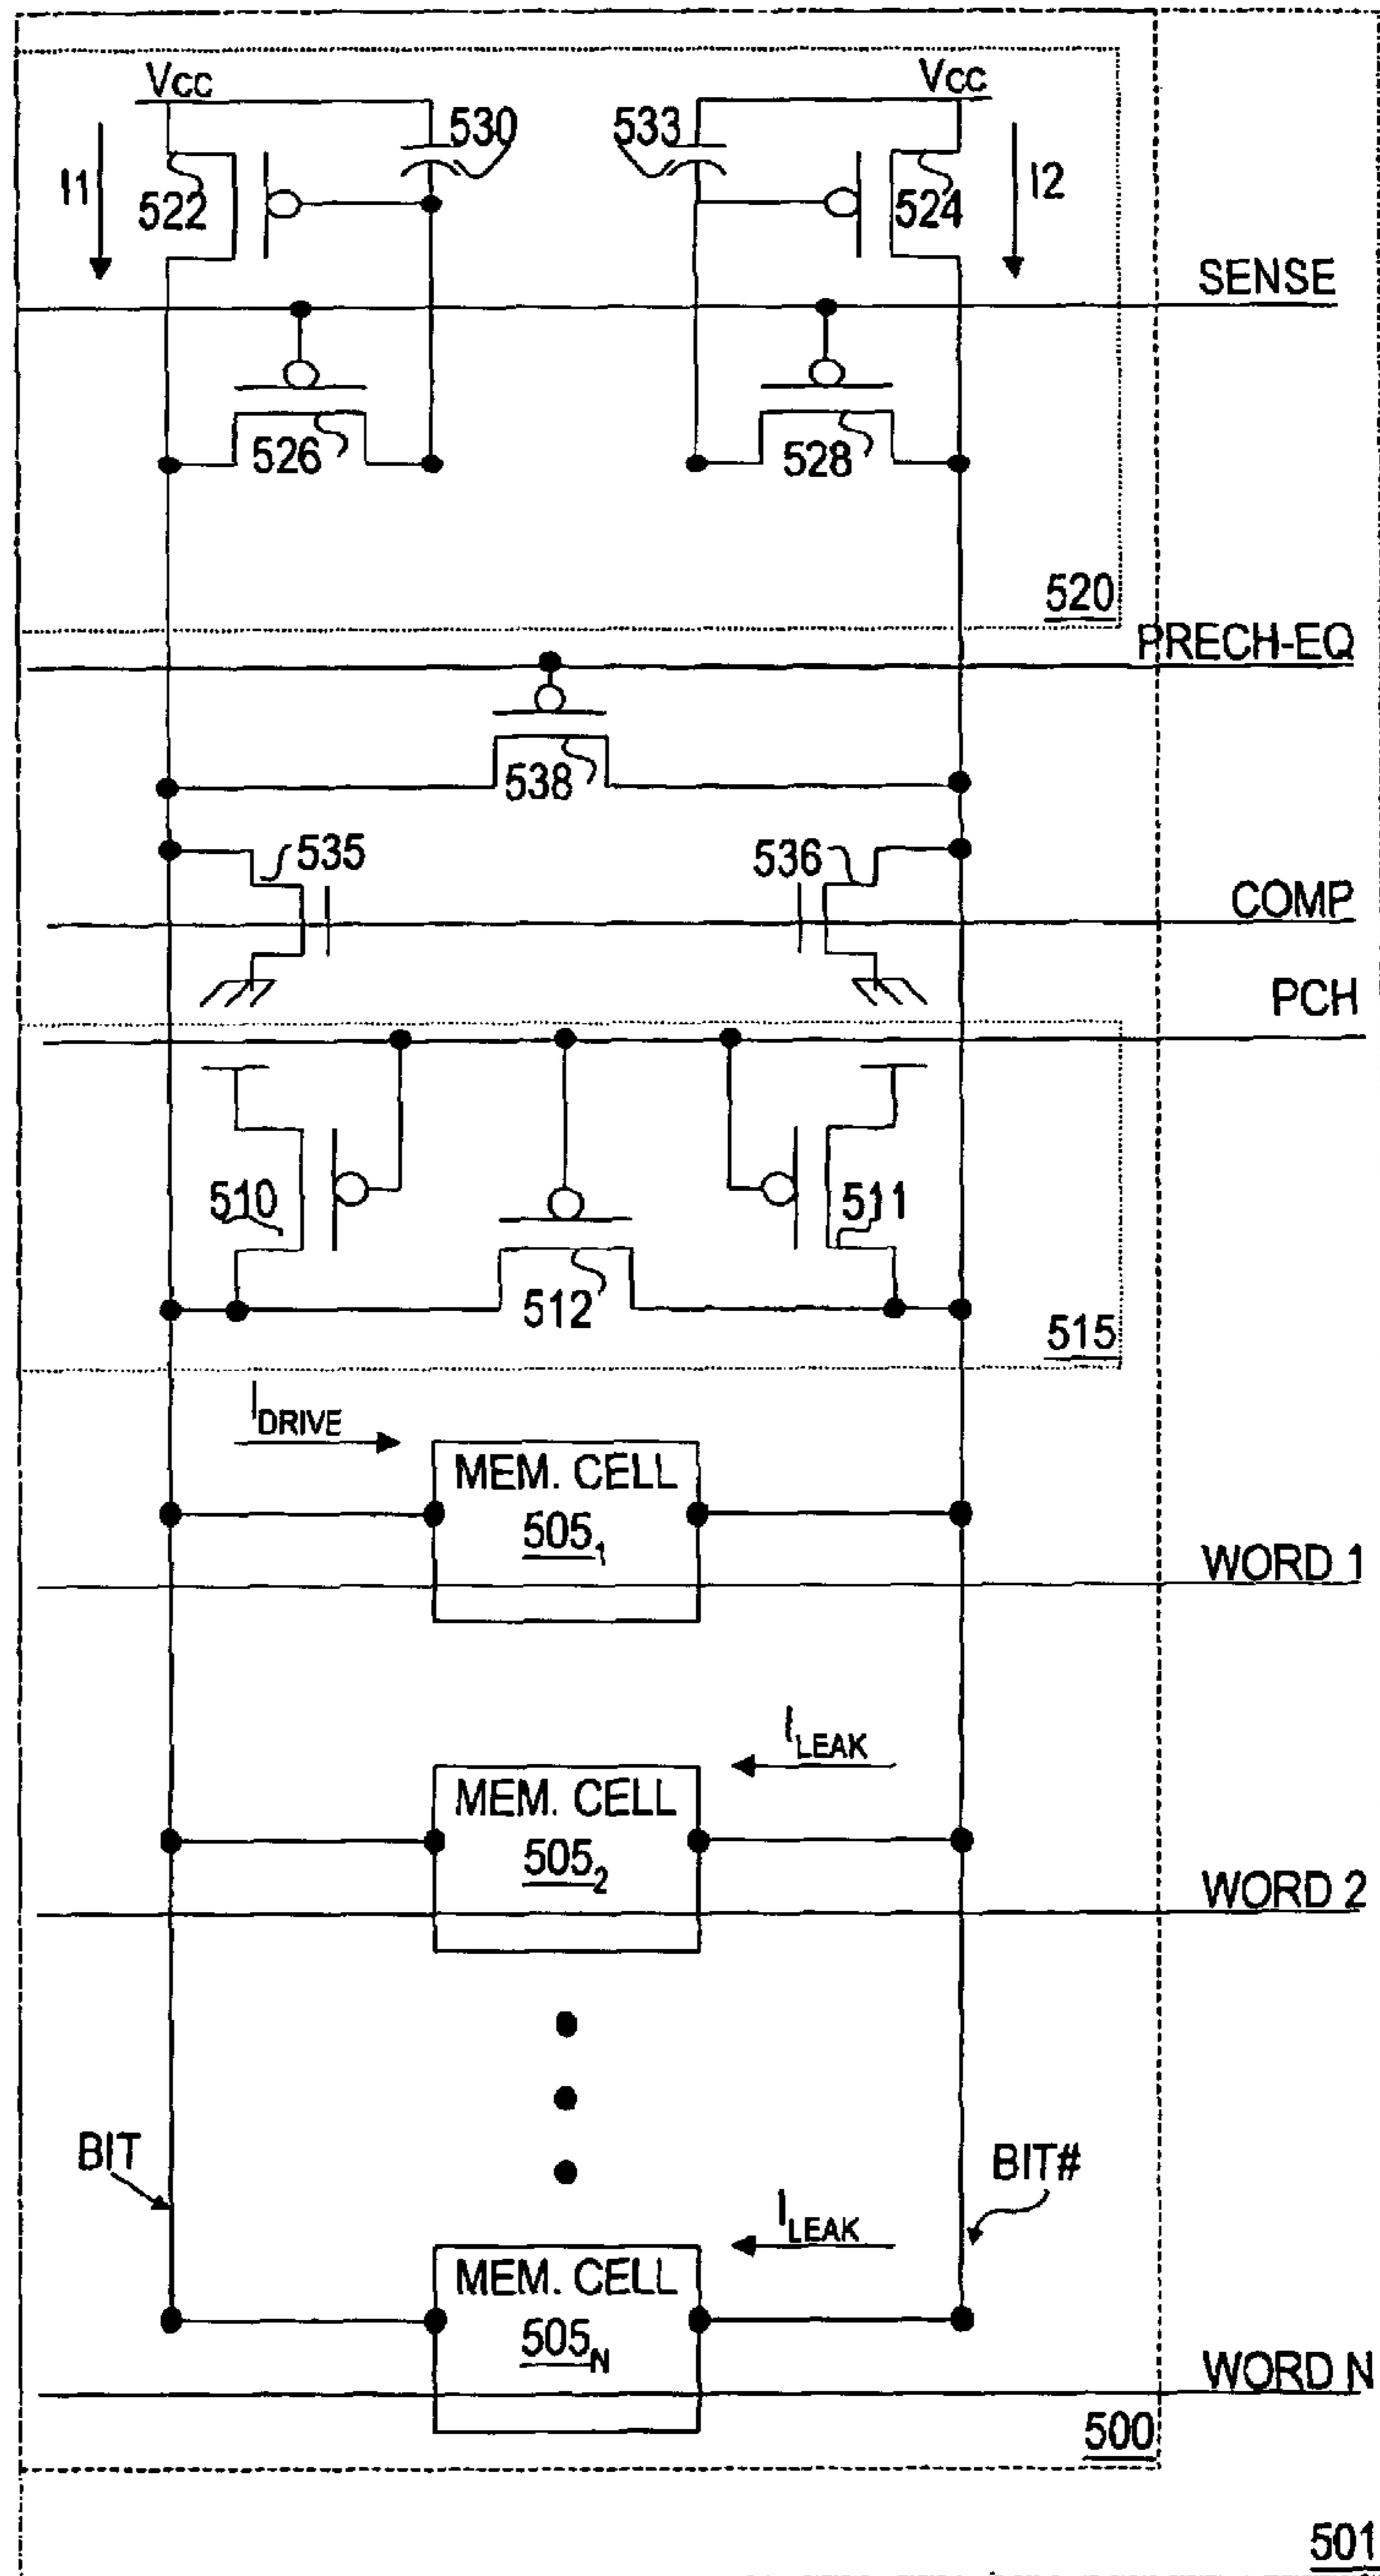 VCC
VCC
530
533
I1
522
524
I2
SENSE
526
528
520
PRECH-EQ
538
535
536
COMP
PCH
510
511
512
515
IDRIVE
MEM. CELL
505₁
WORD 1
ILEAK
MEM. CELL
505₂
WORD 2
BIT
BIT#
ILEAK
MEM. CELL
505N
WORD N
500
501